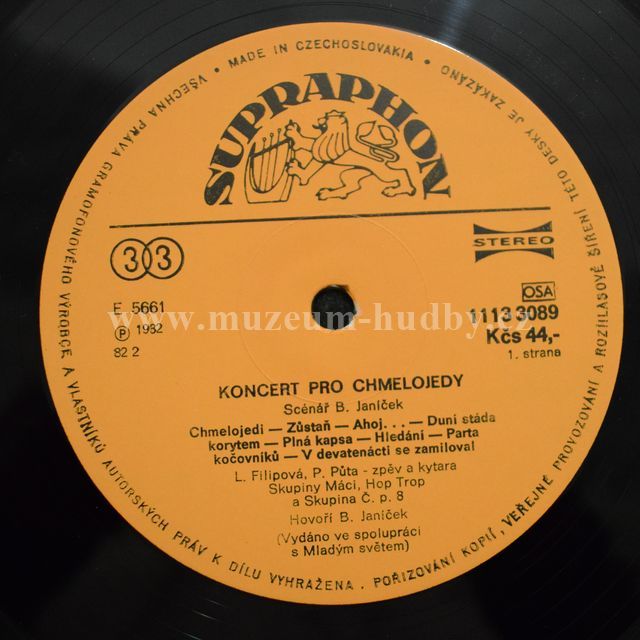 VŠECHNA PRÁVA GRAMOFONOVÉHO VÝROBCE A VLASTNÍKŮ AUTORSKÝCH PRÁV K DÍLU VYHRAŽENA . POŘIZOVÁNÍ KOPIÍ, VEŘEJNÉ PROVOZOVÁNÍ A ROZHLASOVÉ ŠÍŘENÍ TÉTO DESKY JE ZAKÁZÁNO • MADE IN CZECHOSLOVAKIA •
SUPRAPHON
33
STEREO
F 5661
Ⓟ 1982
82 2
OSA
1113 3089
Kčs 44,-
1. strana
www.muzeum-hudby.cz
KONCERT PRO CHMELOJEDY
Scénář B. Janíček
Chmelojedi — Zůstaň — Ahoj. . . — Duní stáda
korytem — Plná kapsa — Hledání — Parta
kočovníků — V devatenácti se zamiloval
L. Filipová, P. Půta - zpěv a kytara
Skupiny Máci, Hop Trop
a Skupina Č. p. 8
Hovoří B. Janíček
(Vydáno ve spolupráci
s Mladým světem)